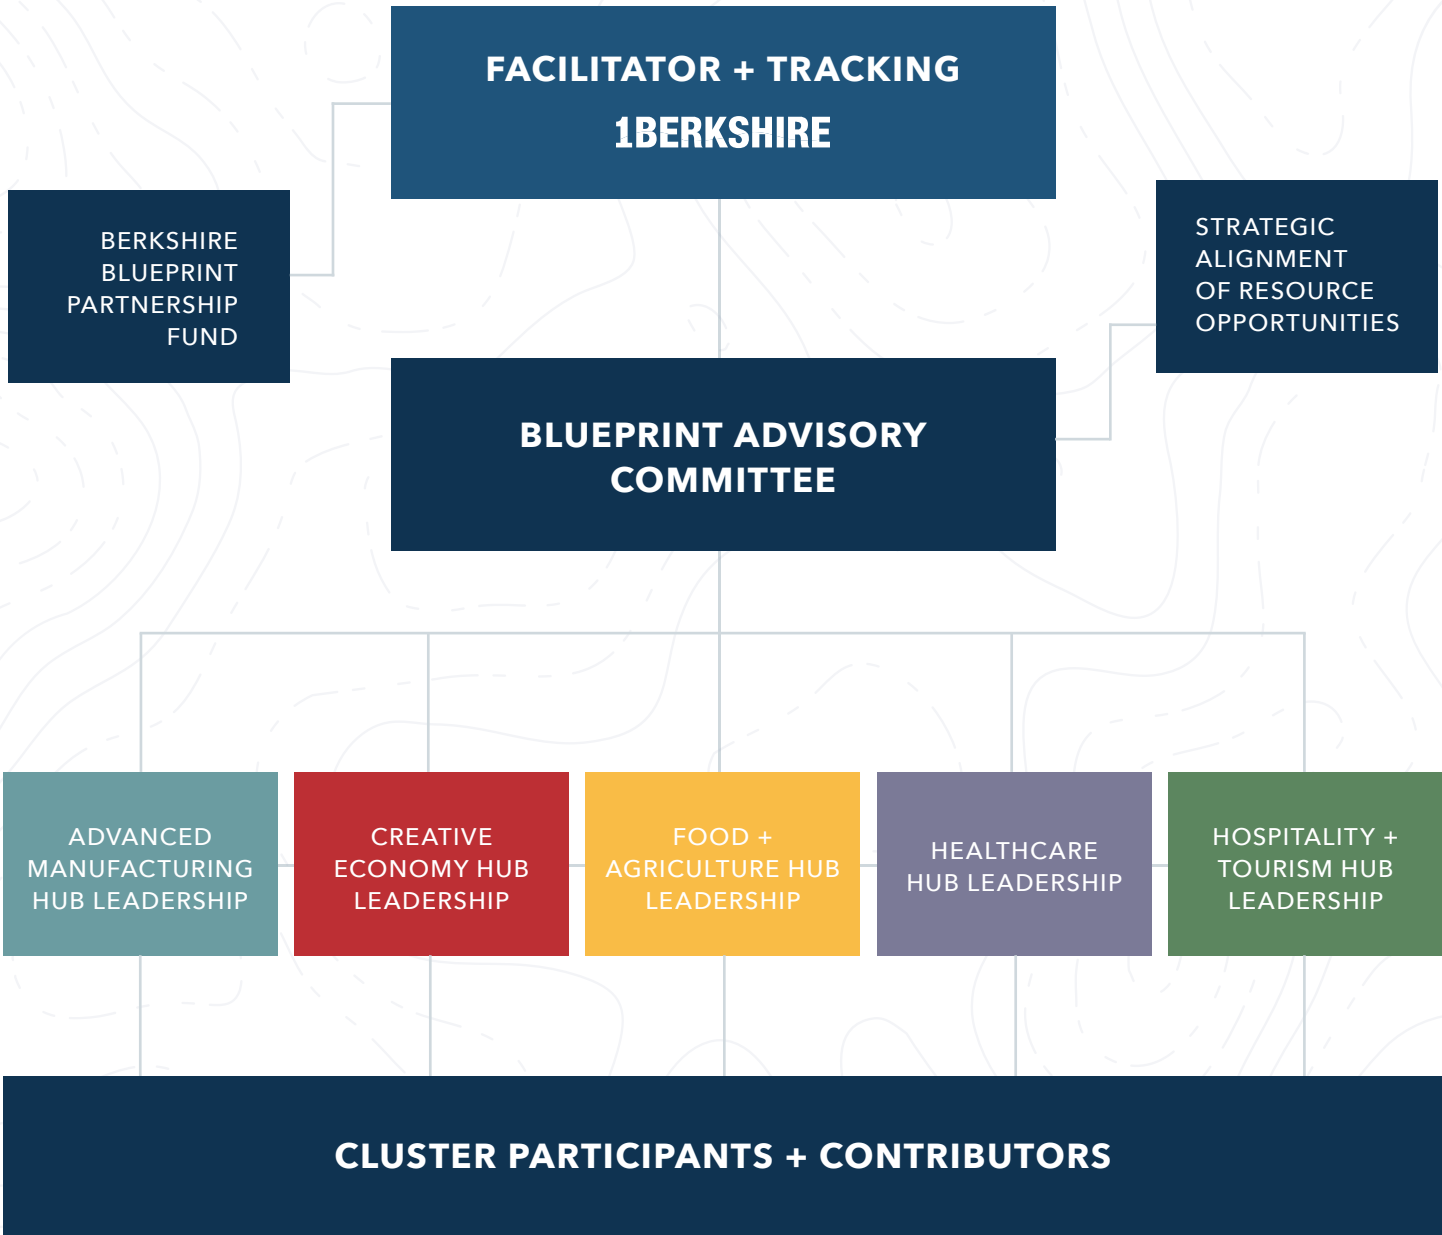 FACILITATOR + TRACKING
1BERKSHIRE
BERKSHIRE
BLUEPRINT
PARTNERSHIP
FUND
STRATEGIC
ALIGNMENT
OF RESOURCE
OPPORTUNITIES
BLUEPRINT ADVISORY
COMMITTEE
ADVANCED
MANUFACTURING
HUB LEADERSHIP
CREATIVE
ECONOMY HUB
LEADERSHIP
FOOD +
AGRICULTURE HUB
LEADERSHIP
HEALTHCARE
HUB LEADERSHIP
HOSPITALITY +
TOURISM HUB
LEADERSHIP
CLUSTER PARTICIPANTS + CONTRIBUTORS